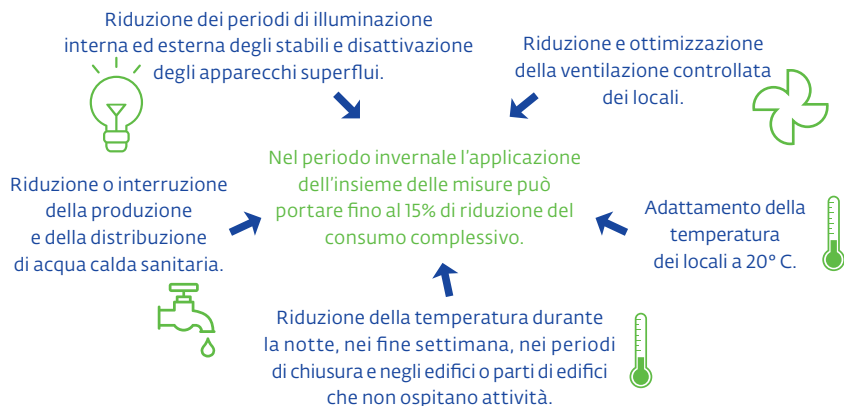 Riduzione dei periodi di illuminazione
interna ed esterna degli stabili e disattivazione
degli apparecchi superflui.
Riduzione e ottimizzazione
della ventilazione controllata
dei locali.
Nel periodo invernale l'applicazione
dell'insieme delle misure può
portare fino al 15% di riduzione del
consumo complessivo.
Riduzione o interruzione
della produzione
e della distribuzione
di acqua calda sanitaria.
Adattamento della
temperatura
dei locali a 20° C.
Riduzione della temperatura durante
la notte, nei fine settimana, nei periodi
di chiusura e negli edifici o parti di edifici
che non ospitano attività.